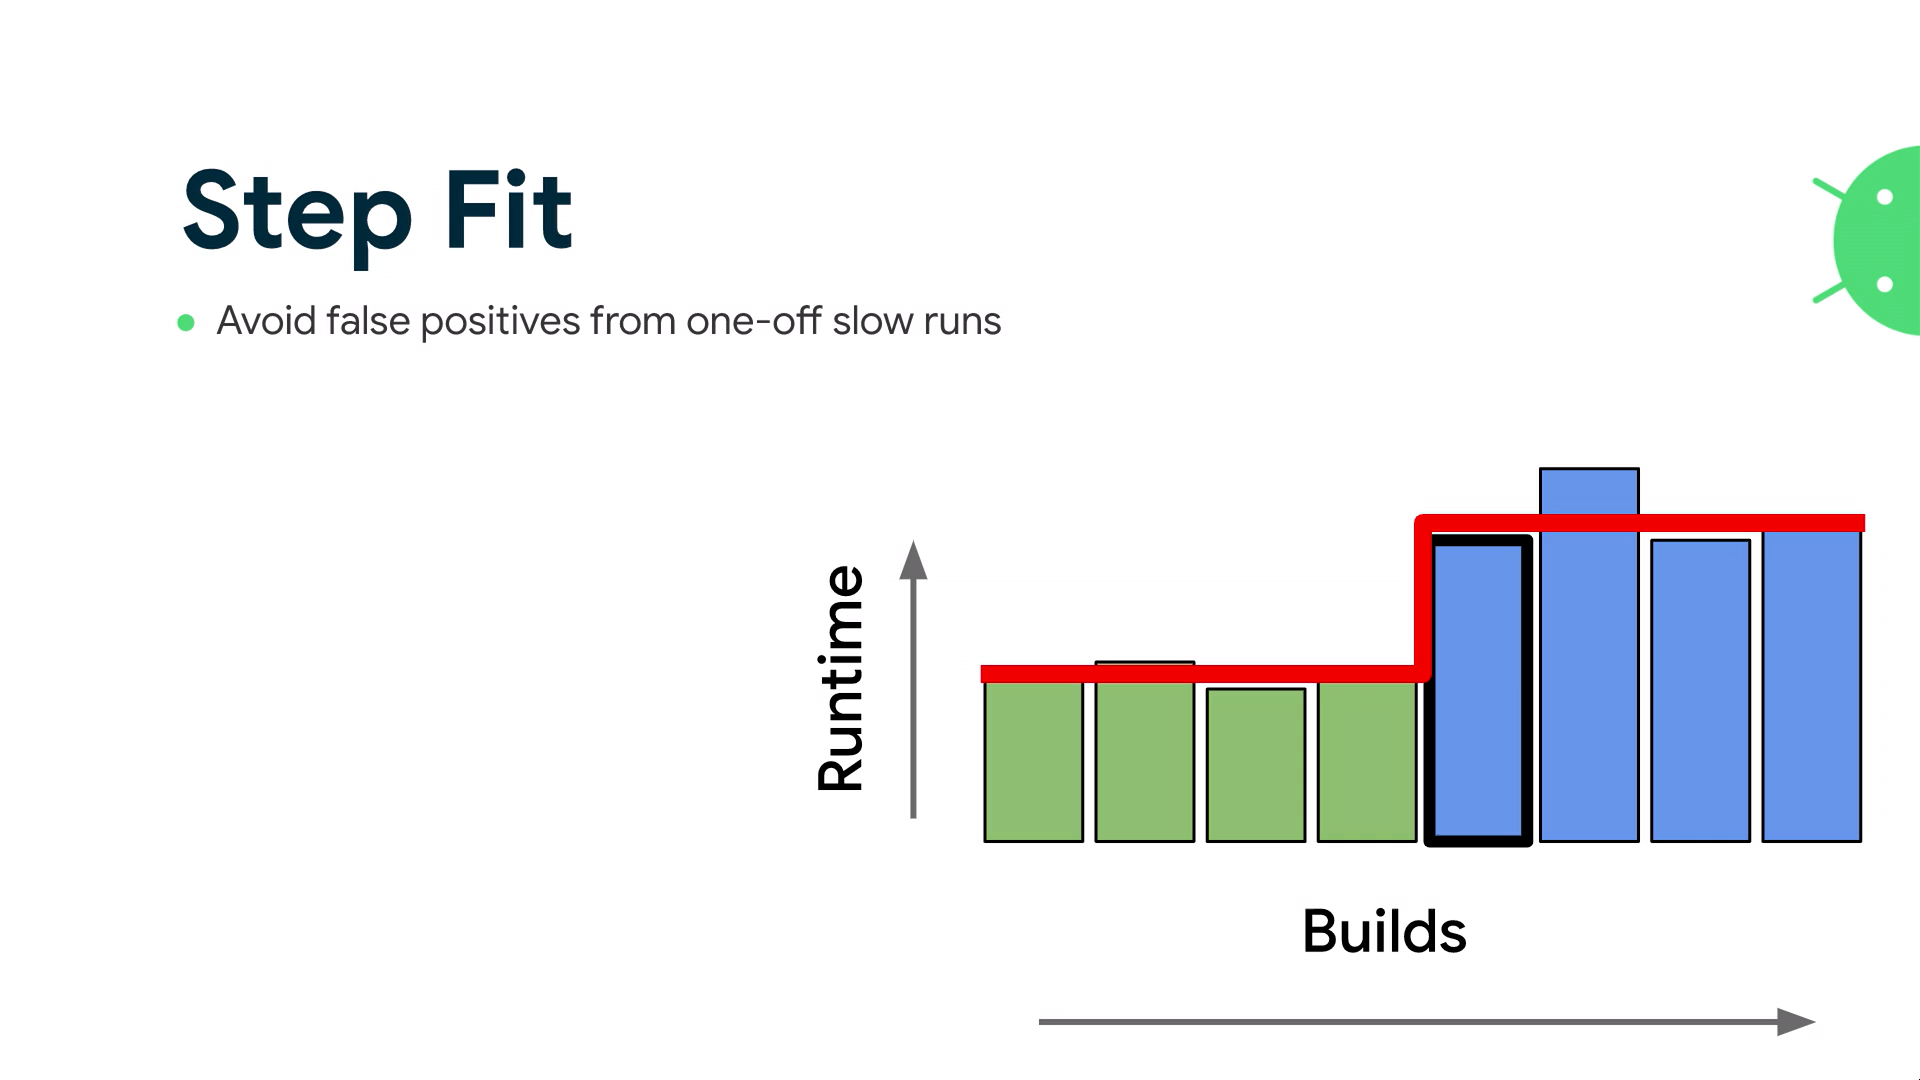 Step Fit
Avoid false positives from one-off slow runs
Runtime
Builds